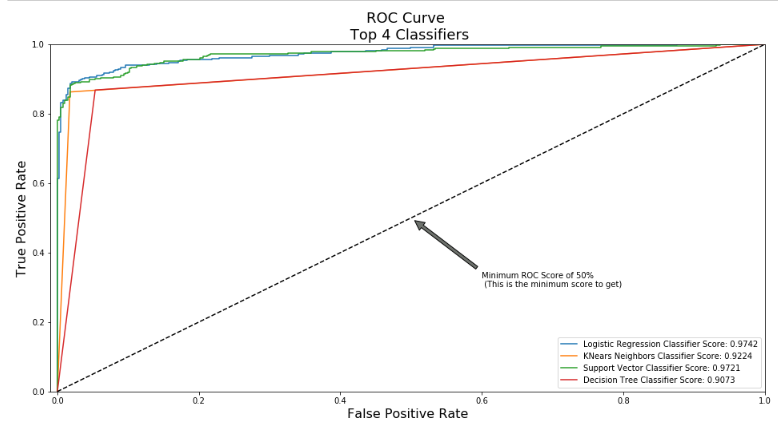 ROC Curve
Top 4 Classifiers
1.0
0.8
0.6
0.4
0.2
0.0
True Positive Rate
Minimum ROC Score of 50%
(This is the minimum score to get)
Logistic Regression Classifier Score: 0.9742
KNears Neighbors Classifier Score: 0.9224
Support Vector Classifier Score: 0.9721
Decision Tree Classifier Score: 0.9073
0.0 0.2 0.4 0.6 0.8 1.0
False Positive Rate